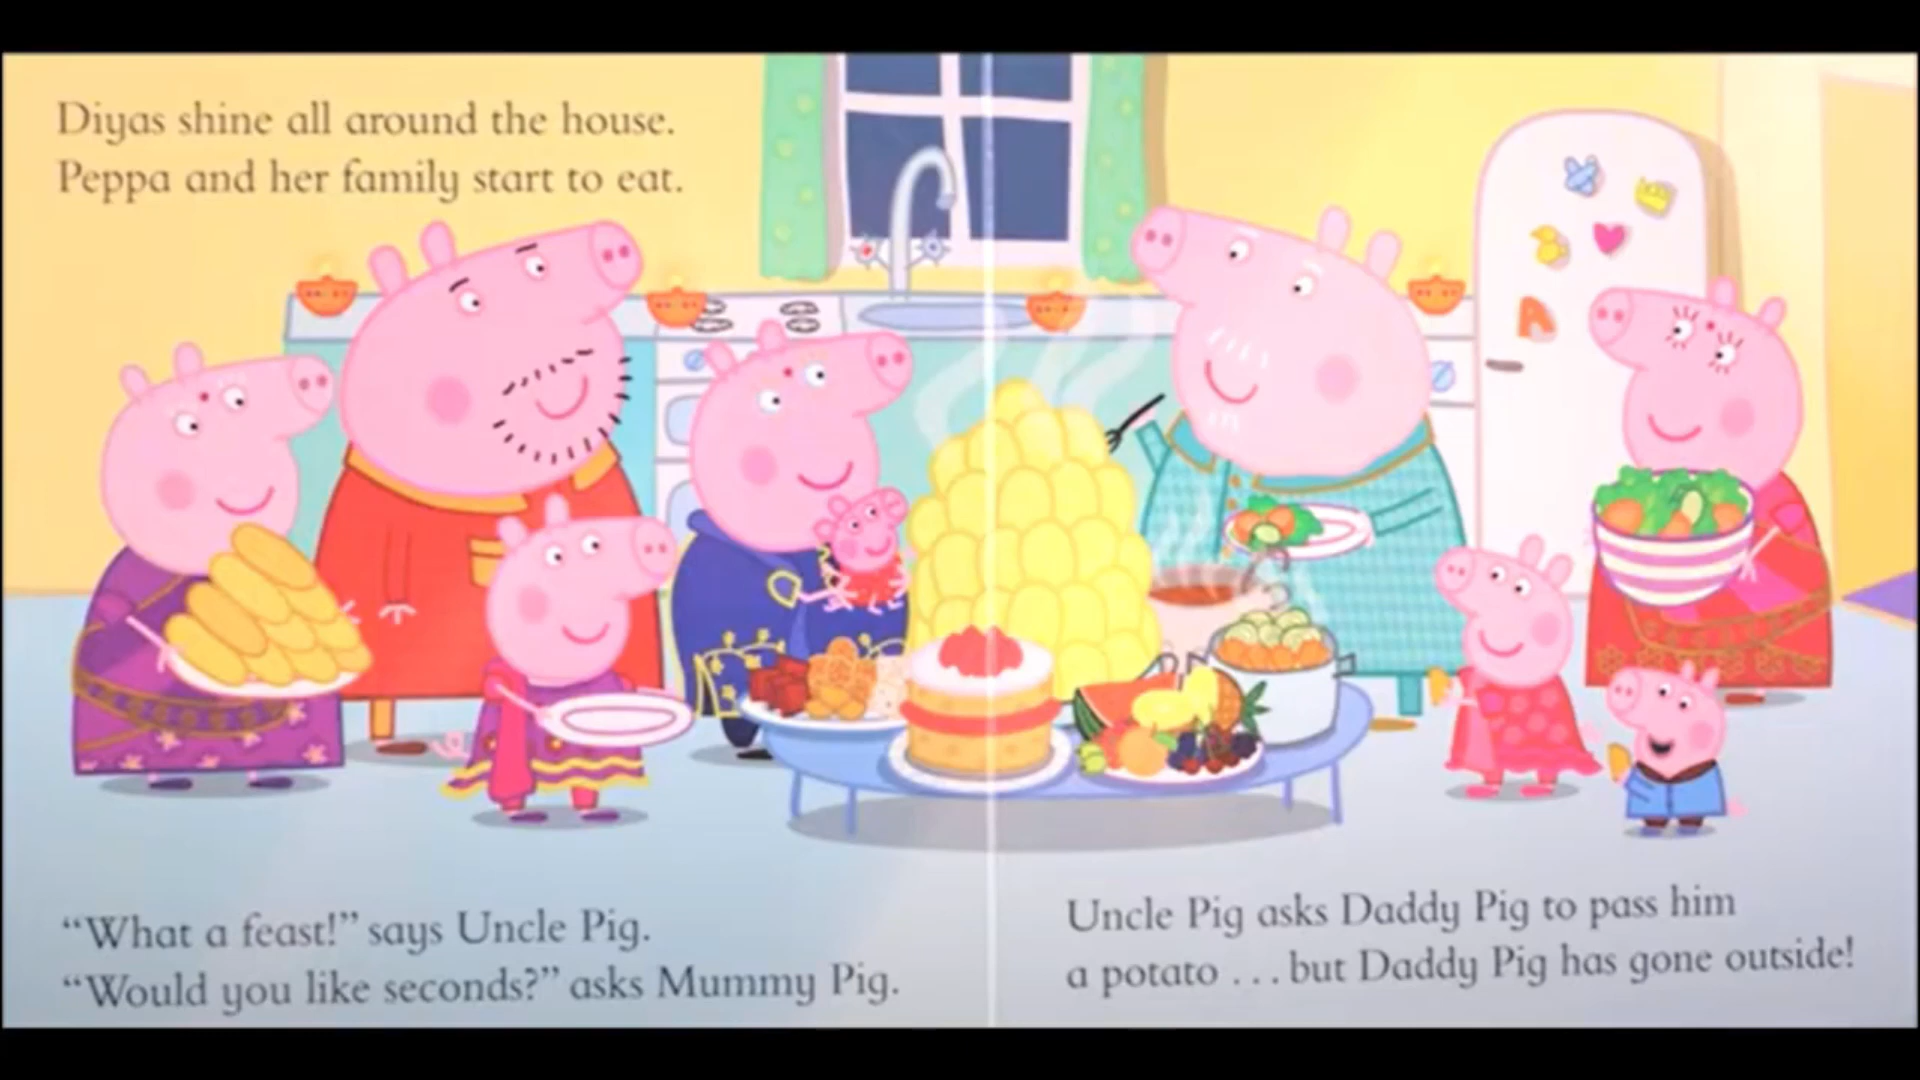 Diyas shine all around the house.
Peppa and her family start to eat.
A
“What a feast!” says Uncle Pig.
“Would you like seconds?” asks Mummy Pig.
Uncle Pig asks Daddy Pig to pass him
a potato . . . but Daddy Pig has gone outside!